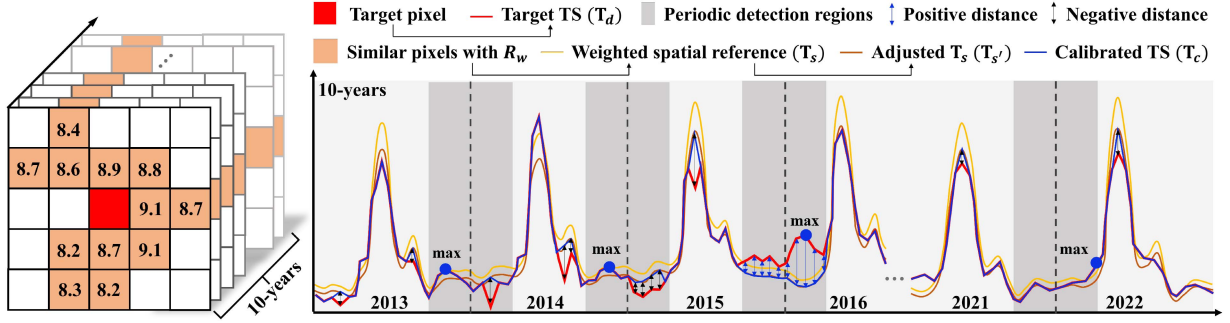 Target pixel Target TS (T_d) Periodic detection regions Positive distance Negative distance
Similar pixels with R_w Weighted spatial reference (T_s) Adjusted T_s (T_s') Calibrated TS (T_c)
10-years
8.4
8.7 8.6 8.9 8.8
9.1 8.7
8.2 8.7 9.1
8.3 8.2
10-years
max max max max
2013 2014 2015 2016 2021 2022